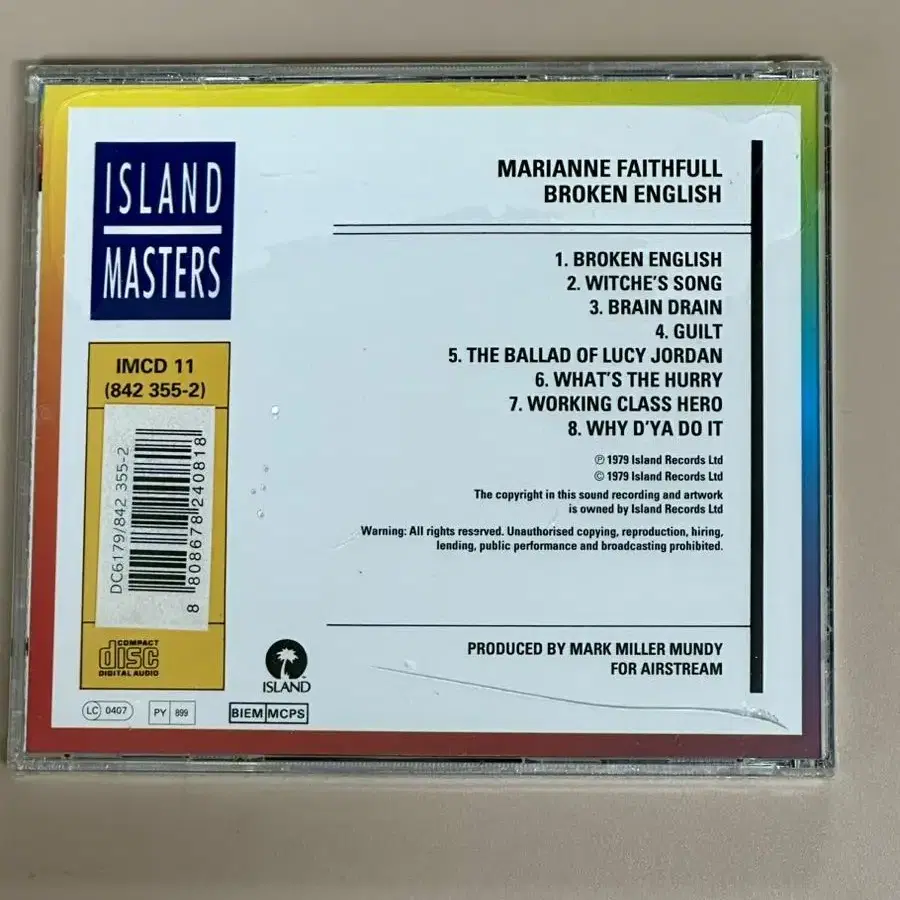 ISLAND
MASTERS
IMCD 11
(842 355-2)
DC6179/842 355-2
8 808678 240818
COMPACT
disc
DIGITAL AUDIO
LC 0407
PY 899
BIEM MCPS
ISLAND
MARIANNE FAITHFULL
BROKEN ENGLISH
1. BROKEN ENGLISH
2. WITCHE'S SONG
3. BRAIN DRAIN
4. GUILT
5. THE BALLAD OF LUCY JORDAN
6. WHAT'S THE HURRY
7. WORKING CLASS HERO
8. WHY D'YA DO IT
℗ 1979 Island Records Ltd
© 1979 Island Records Ltd
The copyright in this sound recording and artwork
is owned by Island Records Ltd
Warning: All rights reserved. Unauthorised copying, reproduction, hiring,
lending, public performance and broadcasting prohibited.
PRODUCED BY MARK MILLER MUNDY
FOR AIRSTREAM